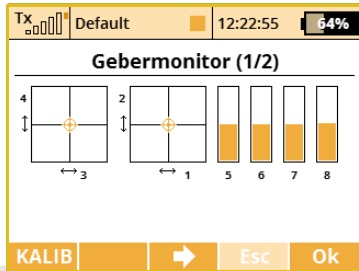 Tx Default 12:22:55 64%
Gebermonitor (1/2)
4 2
3 1 5 6 7 8
KALIB Esc Ok